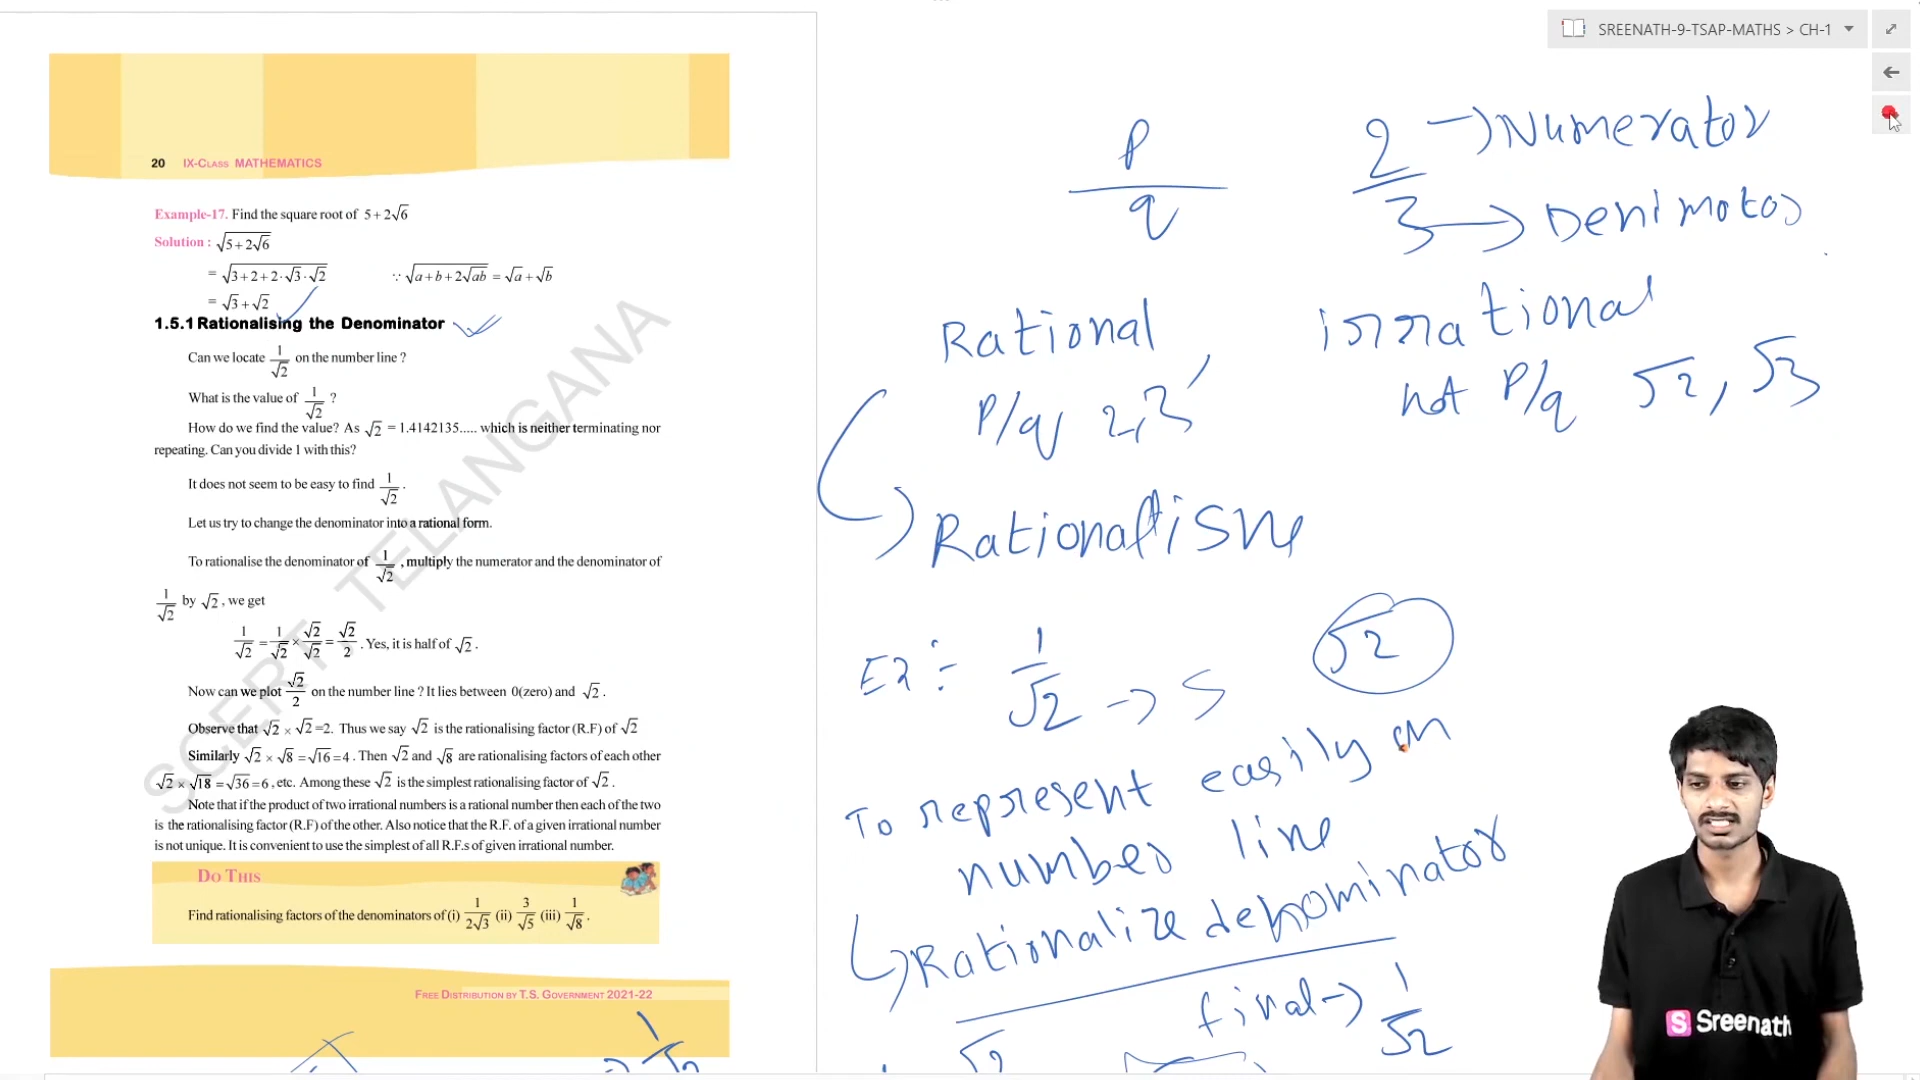 SREENATH-9-TSAP-MATHS > CH-1
20 IX-CLASS MATHEMATICS
Example-17. Find the square root of 5+2√6
Solution : √(5+2√6)
= √(3+2+2·√3·√2) ∵ √(a+b+2√ab) = √a+√b
= √3+√2
1.5.1 Rationalising the Denominator
Can we locate 1/√2 on the number line ?
What is the value of 1/√2 ?
How do we find the value? As √2 = 1.4142135..... which is neither terminating nor
repeating. Can you divide 1 with this?
It does not seem to be easy to find 1/√2 .
Let us try to change the denominator into a rational form.
To rationalise the denominator of 1/√2 , multiply the numerator and the denominator of
1/√2 by √2 , we get
1/√2 = 1/√2 × √2/√2 = √2/2 . Yes, it is half of √2 .
Now can we plot √2/2 on the number line ? It lies between 0(zero) and √2 .
Observe that √2 × √2 =2. Thus we say √2 is the rationalising factor (R.F) of √2
Similarly √2 × √8 =√16 = 4 . Then √2 and √8 are rationalising factors of each other
√2 × √18 =√36 = 6 , etc. Among these √2 is the simplest rationalising factor of √2 .
Note that if the product of two irrational numbers is a rational number then each of the two
is the rationalising factor (R.F) of the other. Also notice that the R.F. of a given irrational number
is not unique. It is convenient to use the simplest of all R.F.s of given irrational number.
DO THIS
Find rationalising factors of the denominators of (i) 1/2√3 (ii) 3/√5 (iii) 1/√8 .
FREE DISTRIBUTION BY T.S. GOVERNMENT 2021-22
SCERT, TELANGANA
p/q
2 → Numerator
3 → Denimotos
Rational irrational
P/q 2,3 not P/q √2, √3
1/√2 →
√2
To represent easily on
number line
Rationalize denominator
final → 1/√2
√2
S Sreenath